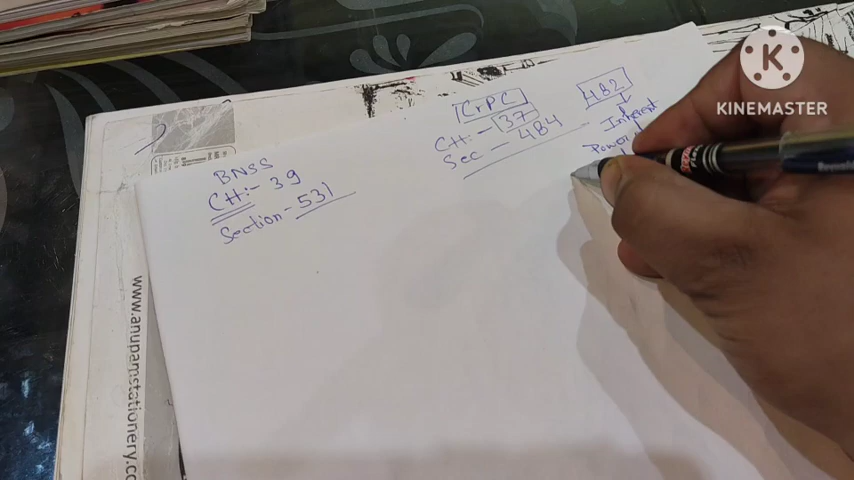 BNSS
CH:- 39
Section - 531
CrPC
CH:- 37
Sec - 484
482
Inherent
Power
KINEMASTER
www.anupamstationery.co